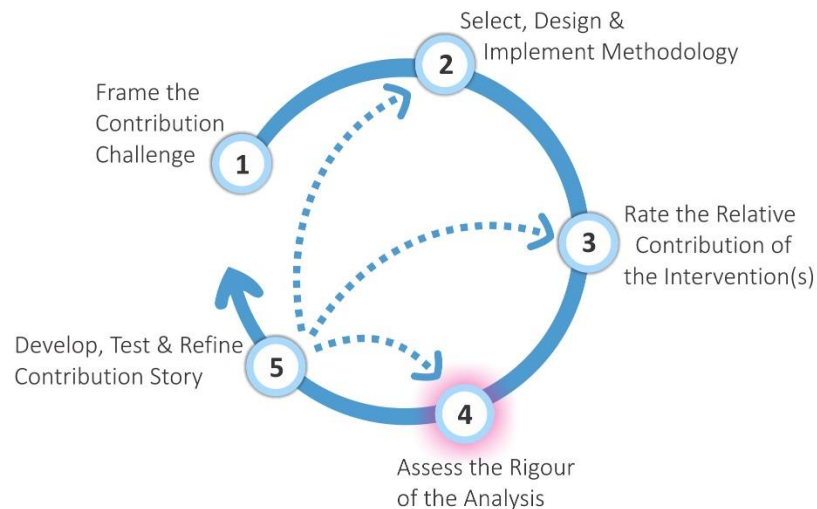 Frame the
Contribution
Challenge
1
Select, Design &
Implement Methodology
2
3
Rate the Relative
Contribution of
the Intervention(s)
4
Assess the Rigour
of the Analysis
Develop, Test & Refine
Contribution Story
5